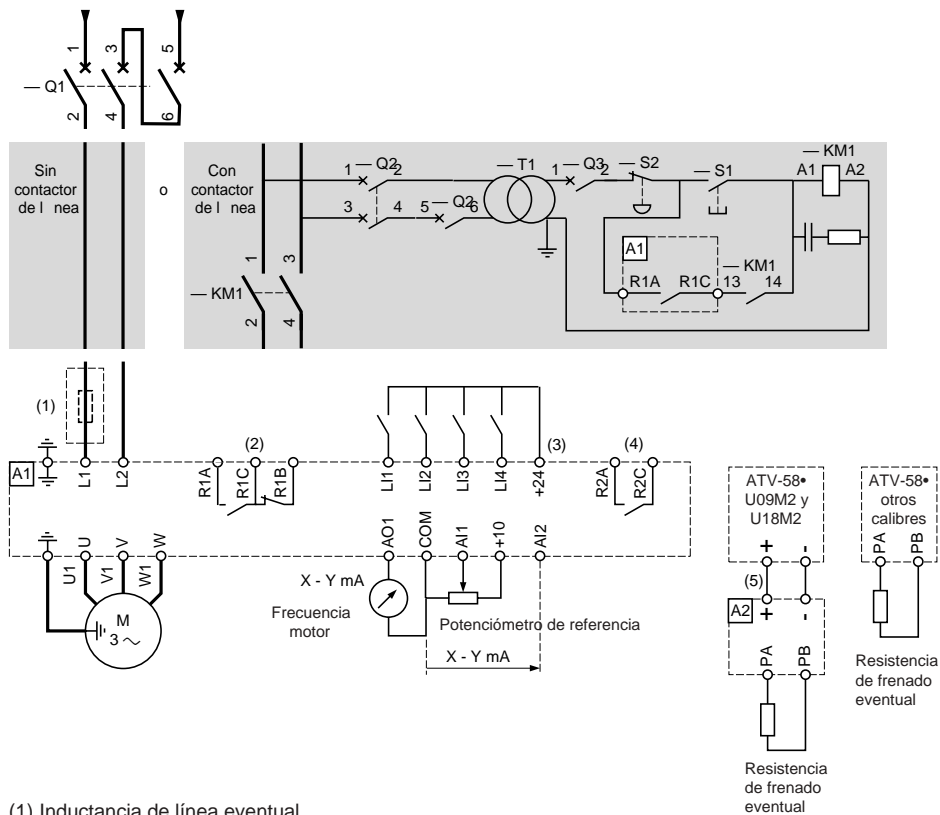 1
3
5
— Q1
2
4
6
Sin
contactor
de l nea
o
Con
contactor
de l nea
1
— Q2
2
3
4
5
— Q2
6
— T1
1
— Q3
2
— S2
— S1
— KM1
A1
A2
A1
R1A
R1C
— KM1
13
14
1
3
— KM1
2
4
(1)
A1
L1
L2
R1A
(2)
R1C
R1B
LI1
LI2
LI3
LI4
+24
(3)
R2A
(4)
R2C
U
V
W
U1
V1
W1
M
3
AO1
COM
AI1
+10
AI2
X - Y mA
Frecuencia
motor
Potenciómetro de referencia
X - Y mA
ATV-58•
U09M2 y
U18M2
+
-
(5)
A2
+
-
PA
PB
Resistencia
de frenado
eventual
ATV-58•
otros
calibres
PA
PB
Resistencia
de frenado
eventual
(1) Inductancia de línea eventual